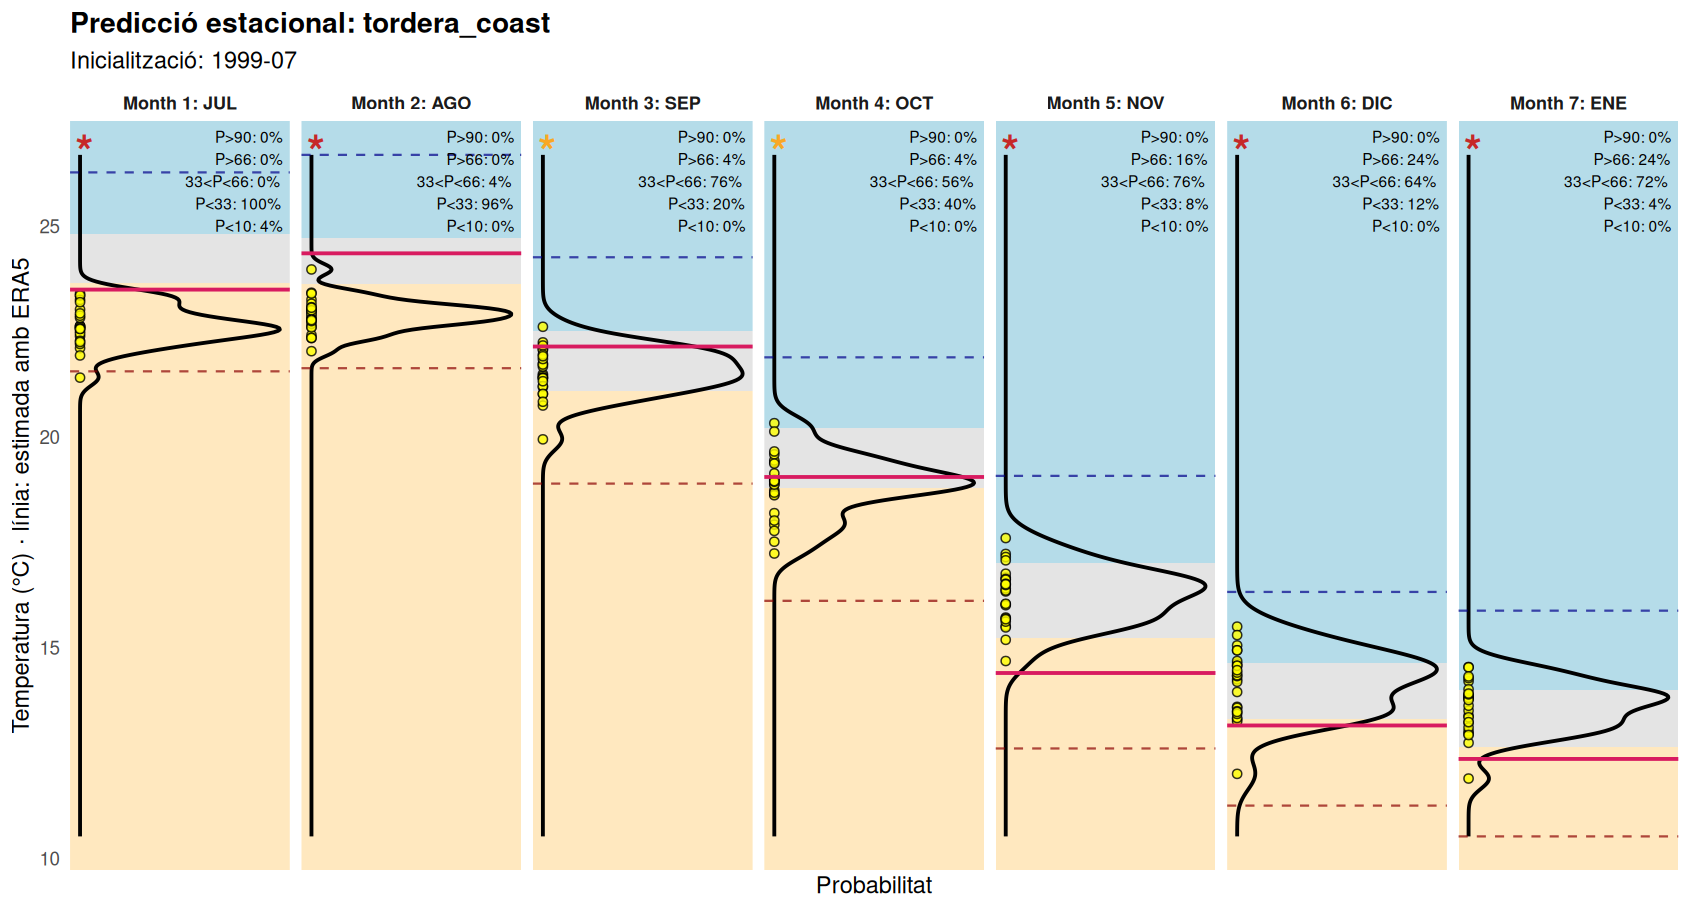 Predicció estacional: tordera_coast
Inicialització: 1999-07
Month 1: JUL
Month 2: AGO
Month 3: SEP
Month 4: OCT
Month 5: NOV
Month 6: DIC
Month 7: ENE
*
P>90: 0%
P>66: 0%
33<P<66: 0%
P<33: 100%
P<10: 4%
*
P>90: 0%
P>66: 0%
33<P<66: 4%
P<33: 96%
P<10: 0%
*
P>90: 0%
P>66: 4%
33<P<66: 76%
P<33: 20%
P<10: 0%
*
P>90: 0%
P>66: 4%
33<P<66: 56%
P<33: 40%
P<10: 0%
*
P>90: 0%
P>66: 16%
33<P<66: 76%
P<33: 8%
P<10: 0%
*
P>90: 0%
P>66: 24%
33<P<66: 64%
P<33: 12%
P<10: 0%
*
P>90: 0%
P>66: 24%
33<P<66: 72%
P<33: 4%
P<10: 0%
25
20
15
10
Temperatura (°C) · línia: estimada amb ERA5
Probabilitat